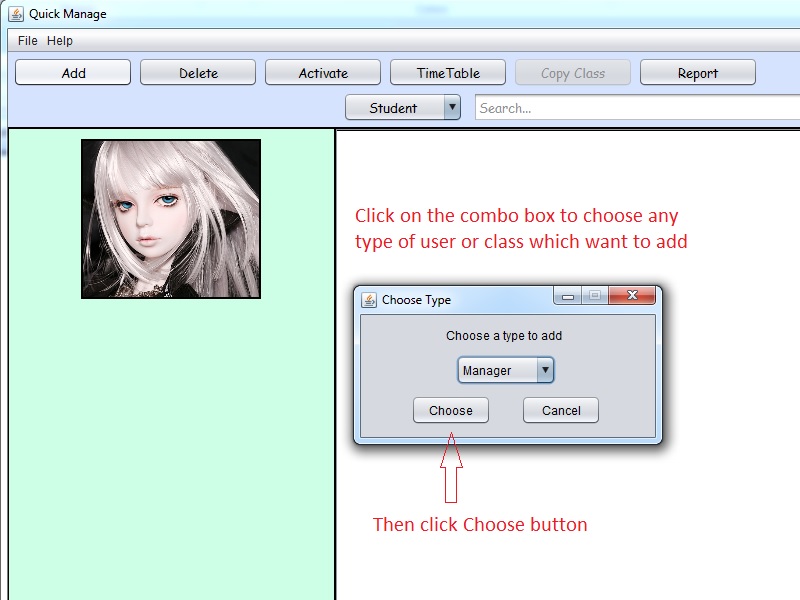 Quick Manage
File Help
Add Delete Activate TimeTable Copy Class Report
Student Search...
Click on the combo box to choose any
type of user or class which want to add
Choose Type
Choose a type to add
Manager
Choose Cancel
Then click Choose button